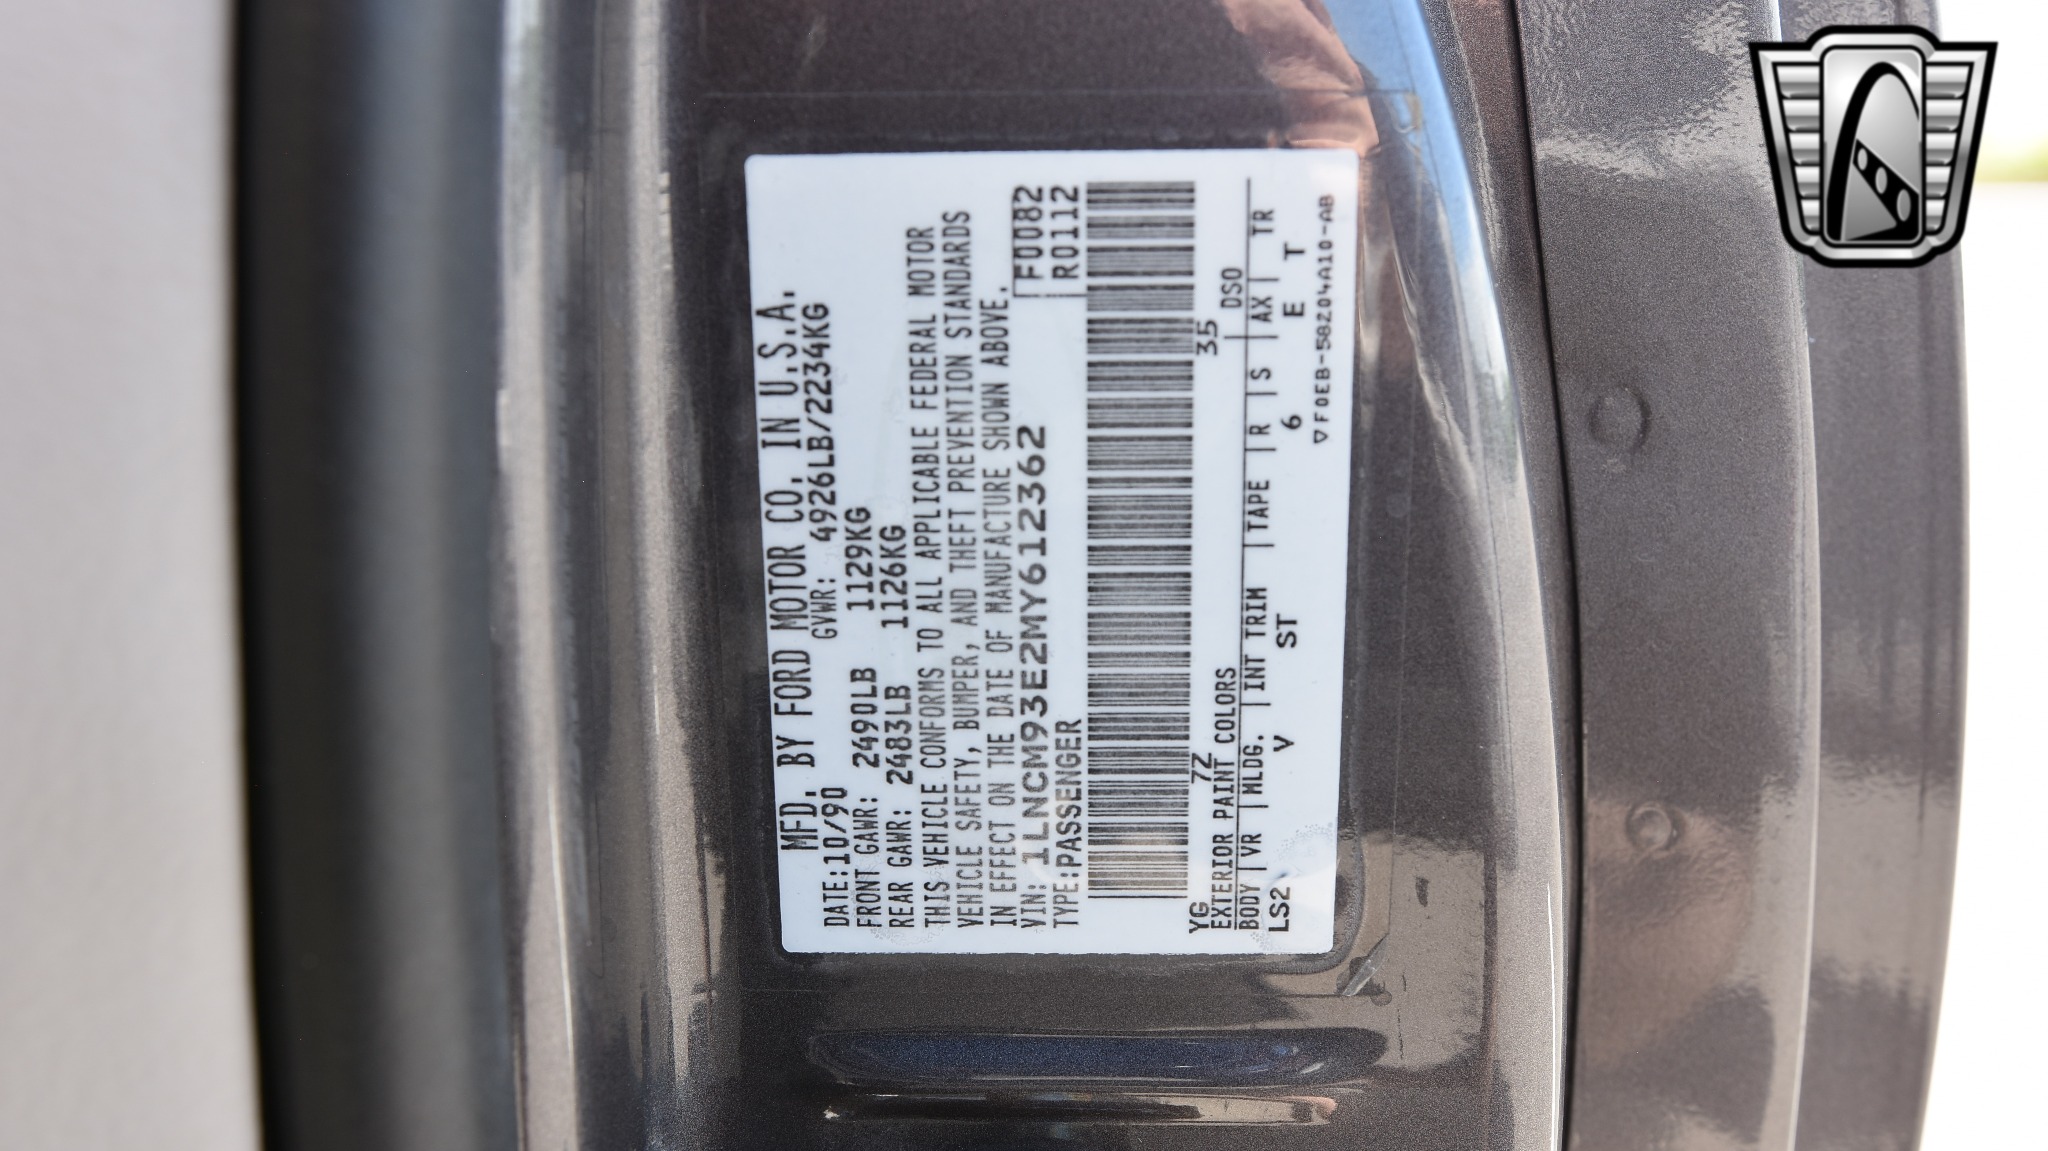 MFD. BY FORD MOTOR CO. IN U.S.A.
DATE:10/90 GVWR: 4926LB/2234KG
FRONT GAWR: 2490LB 1129KG
REAR GAWR: 2483LB 1126KG
THIS VEHICLE CONFORMS TO ALL APPLICABLE FEDERAL MOTOR
VEHICLE SAFETY, BUMPER, AND THEFT PREVENTION STANDARDS
IN EFFECT ON THE DATE OF MANUFACTURE SHOWN ABOVE.
VIN: 1LNCM93E2MY612362 F0082
TYPE:PASSENGER R0112
YG 7Z 35
EXTERIOR PAINT COLORS DSO
BODY |VR |MLDG. |INT TRIM |TAPE |R |S |AX| TR
LS2 V ST 6 E T
▽F0EB-58Z04A10-AB